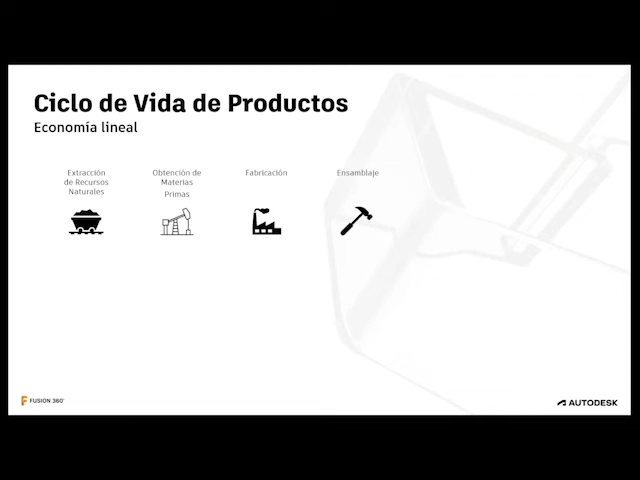 Ciclo de Vida de Productos
Economía lineal
Extracción
de Recursos
Naturales
Obtención de
Materias
Primas
Fabricación
Ensamblaje
FUSION 360°
AUTODESK